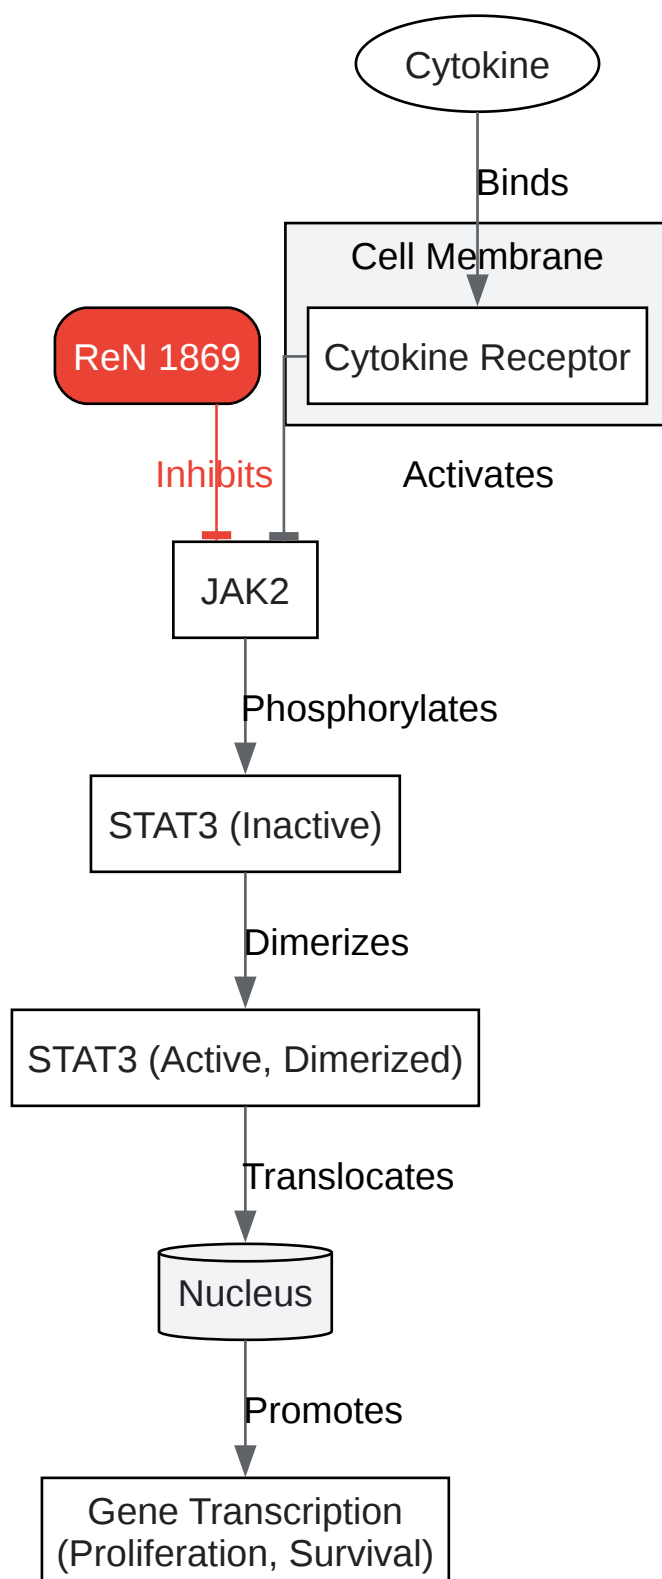 Cytokine
Binds
Cell Membrane
ReN 1869
Cytokine Receptor
Inhibits
Activates
JAK2
Phosphorylates
STAT3 (Inactive)
Dimerizes
STAT3 (Active, Dimerized)
Translocates
Nucleus
Promotes
Gene Transcription
(Proliferation, Survival)